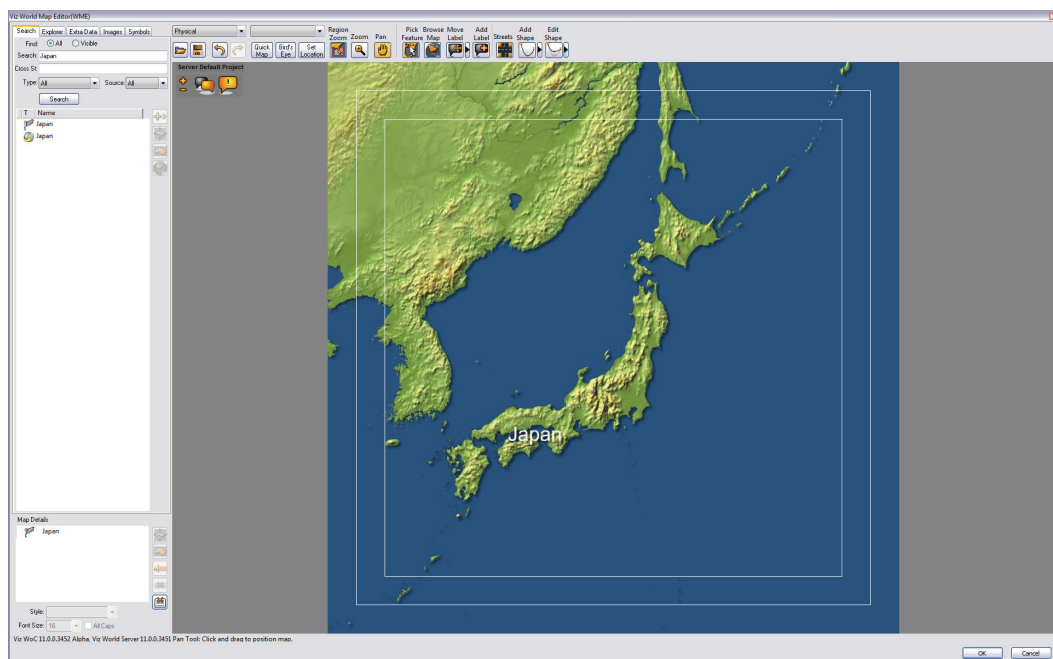 Viz World Map Editor(WME)
Search Explorer Extra Data Images Symbols
Find: All Visible
Search: Japan
Cross St:
Type: All Source: All
Search
T Name
Japan
Japan
Physical
Region Zoom Zoom Pan Pick Feature Browse Map Move Label Add Label Streets Add Shape Edit Shape
Quick Map Bird's Eye Set Location
Server Default Project
Japan
Map Details
Japan
Style:
Font Size: 16 All Caps
Viz WoC 11.0.0.3452 Alpha, Viz World Server 11.0.0.3451 Pan Tool: Click and drag to position map.
OK Cancel